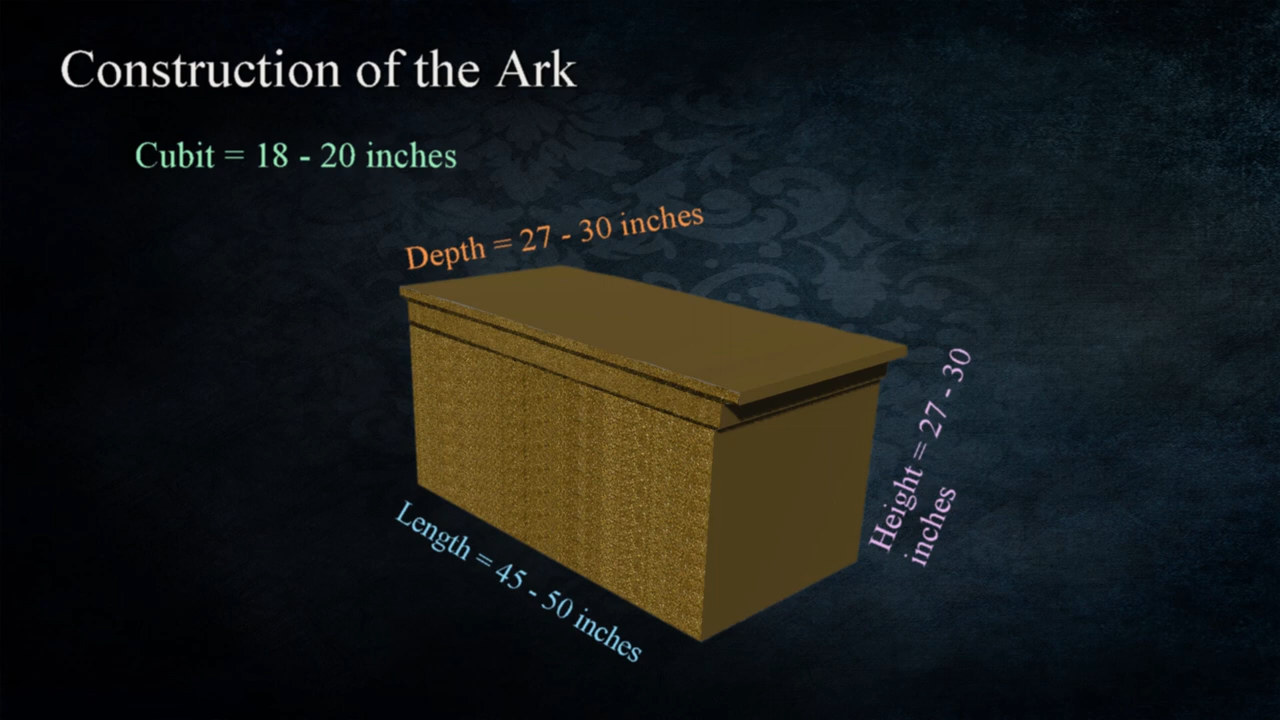 Construction of the Ark
Cubit = 18 - 20 inches
Depth = 27 - 30 inches
Height = 27 - 30
inches
Length = 45 - 50 inches